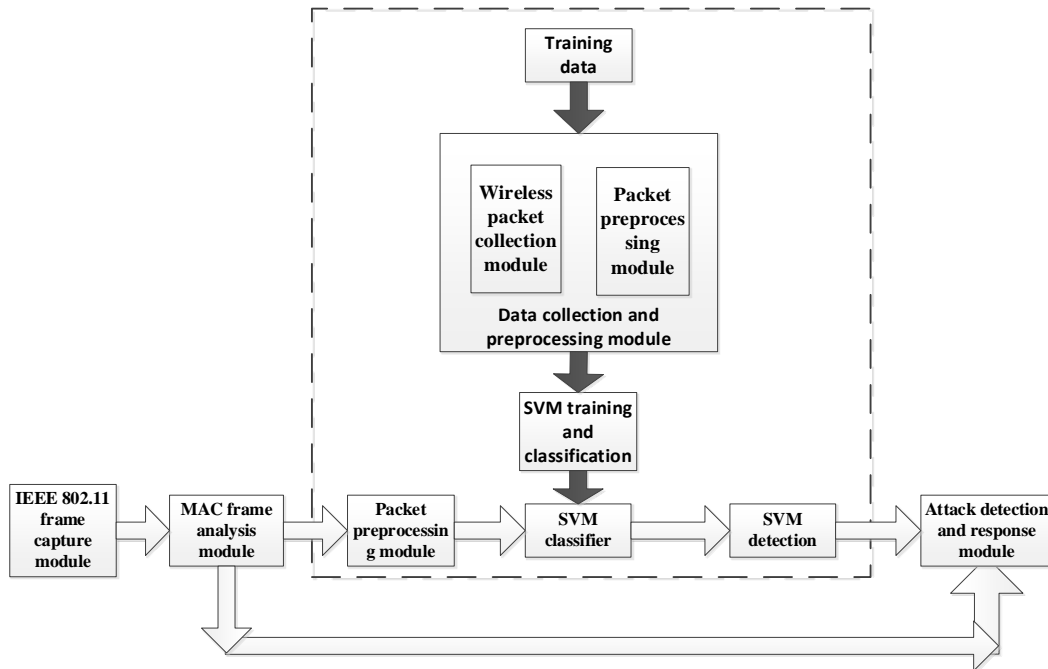 Training
data
Wireless
packet
collection
module
Packet
preproces
sing
module
Data collection and
preprocessing module
SVM training
and
classification
IEEE 802.11
frame
capture
module
MAC frame
analysis
module
Packet
preprocessin
g module
SVM
classifier
SVM
detection
Attack detection
and response
module